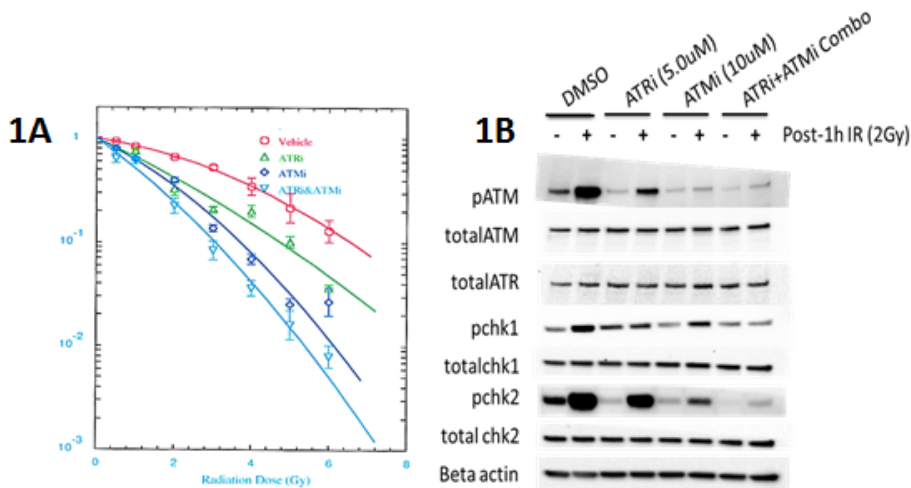 1A
1
10-1
10-2
10-3
0
2
4
6
8
Radiation Dose (Gy)
Vehicle
ATRi
ATMi
ATRi&ATMi
1B
DMSO
ATRi (5.0uM)
ATMi (10uM)
ATRi+ATMi Combo
- + - + - + - + Post-1h IR (2Gy)
pATM
totalATM
totalATR
pchk1
totalchk1
pchk2
total chk2
Beta actin